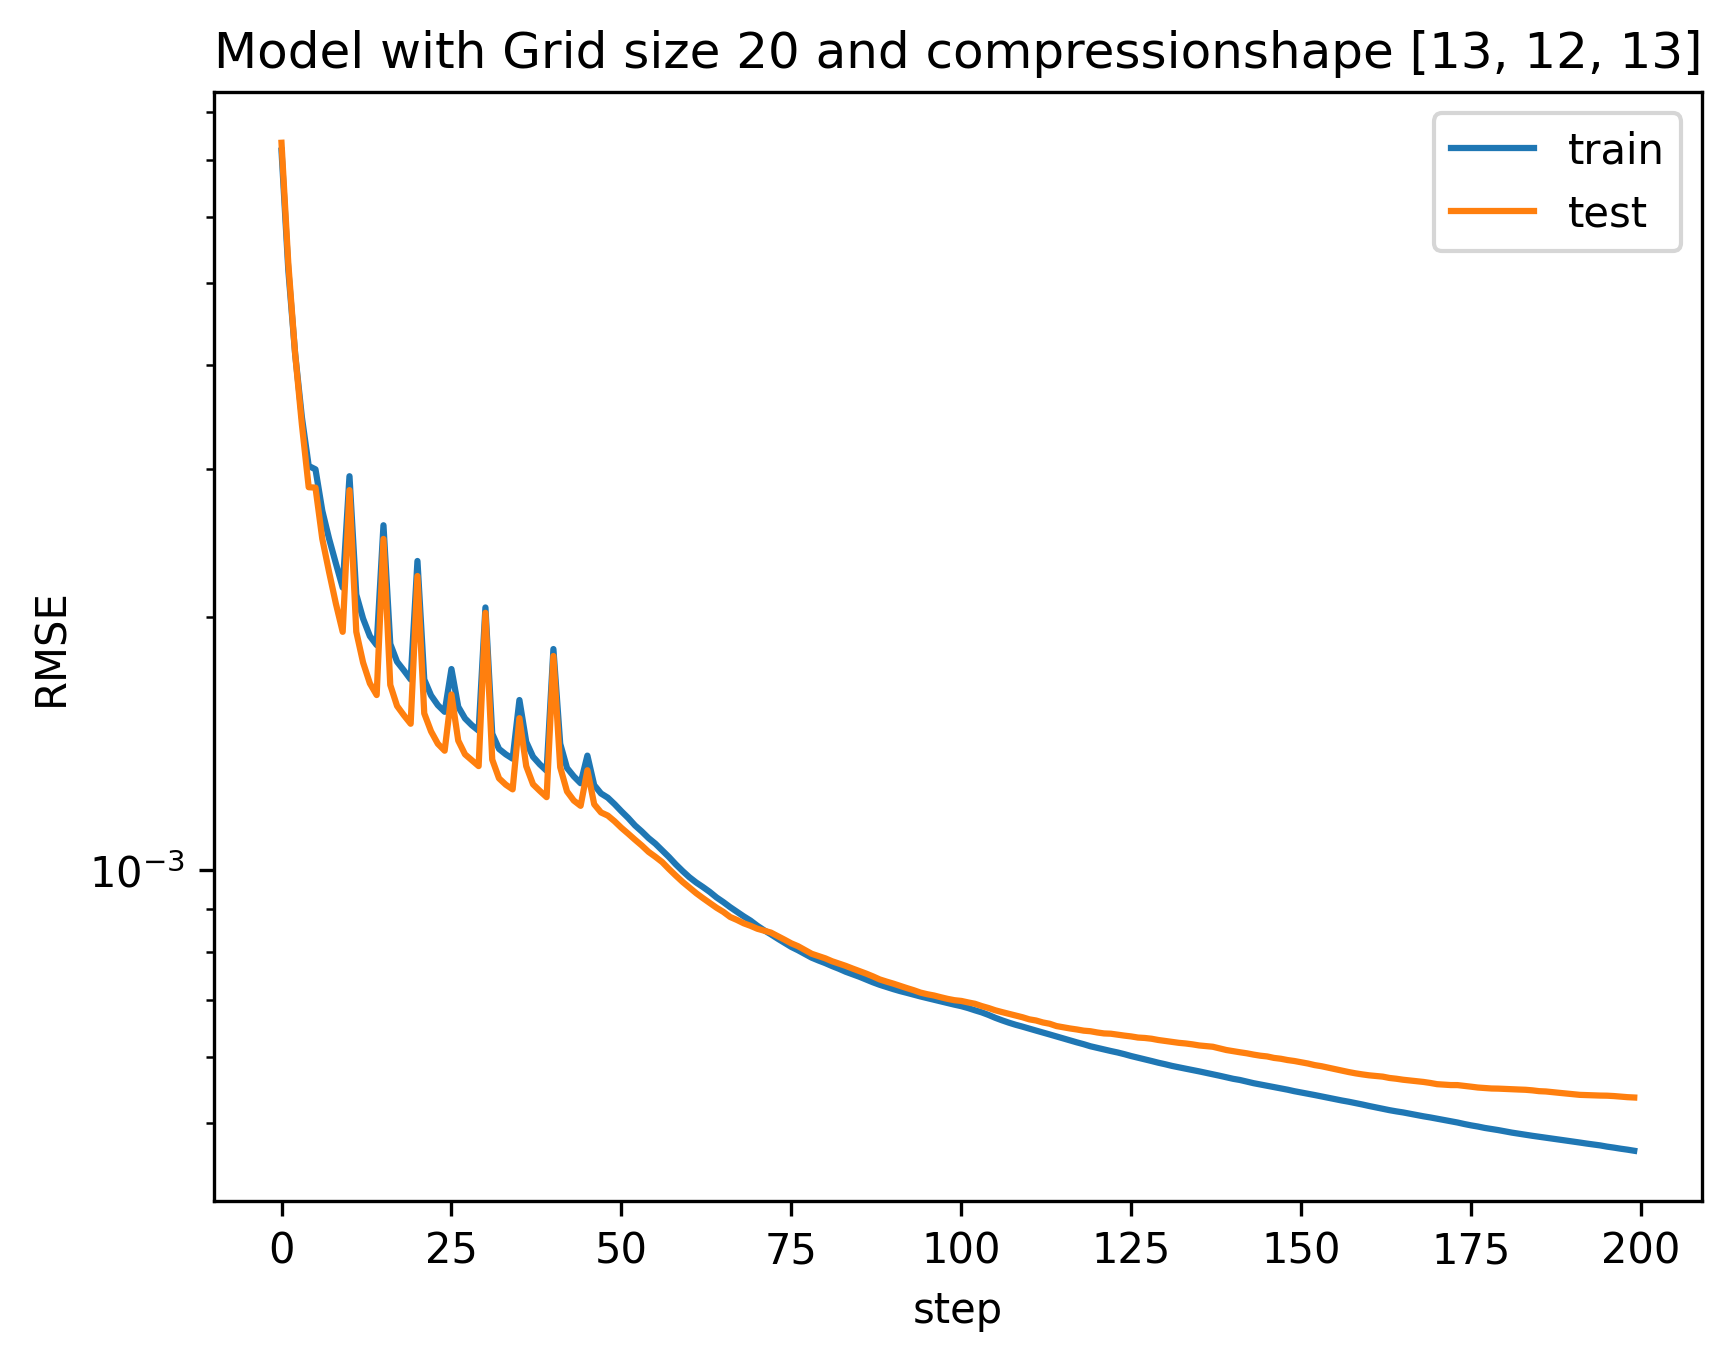 Model with Grid size 20 and compressionshape [13, 12, 13]
train
test
RMSE
10⁻³
0 25 50 75 100 125 150 175 200
step